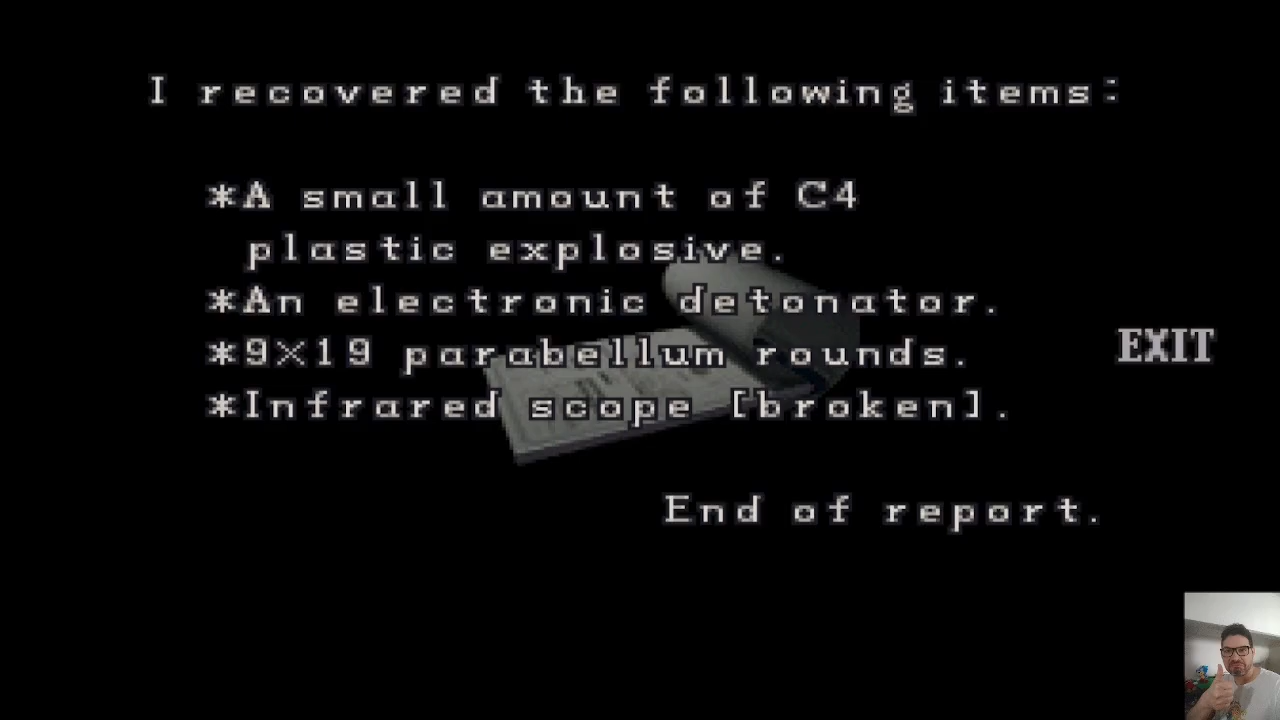 I recovered the following items:
*A small amount of C4
plastic explosive.
*An electronic detonator.
*9×19 parabellum rounds.
EXIT
*Infrared scope [broken].
End of report.